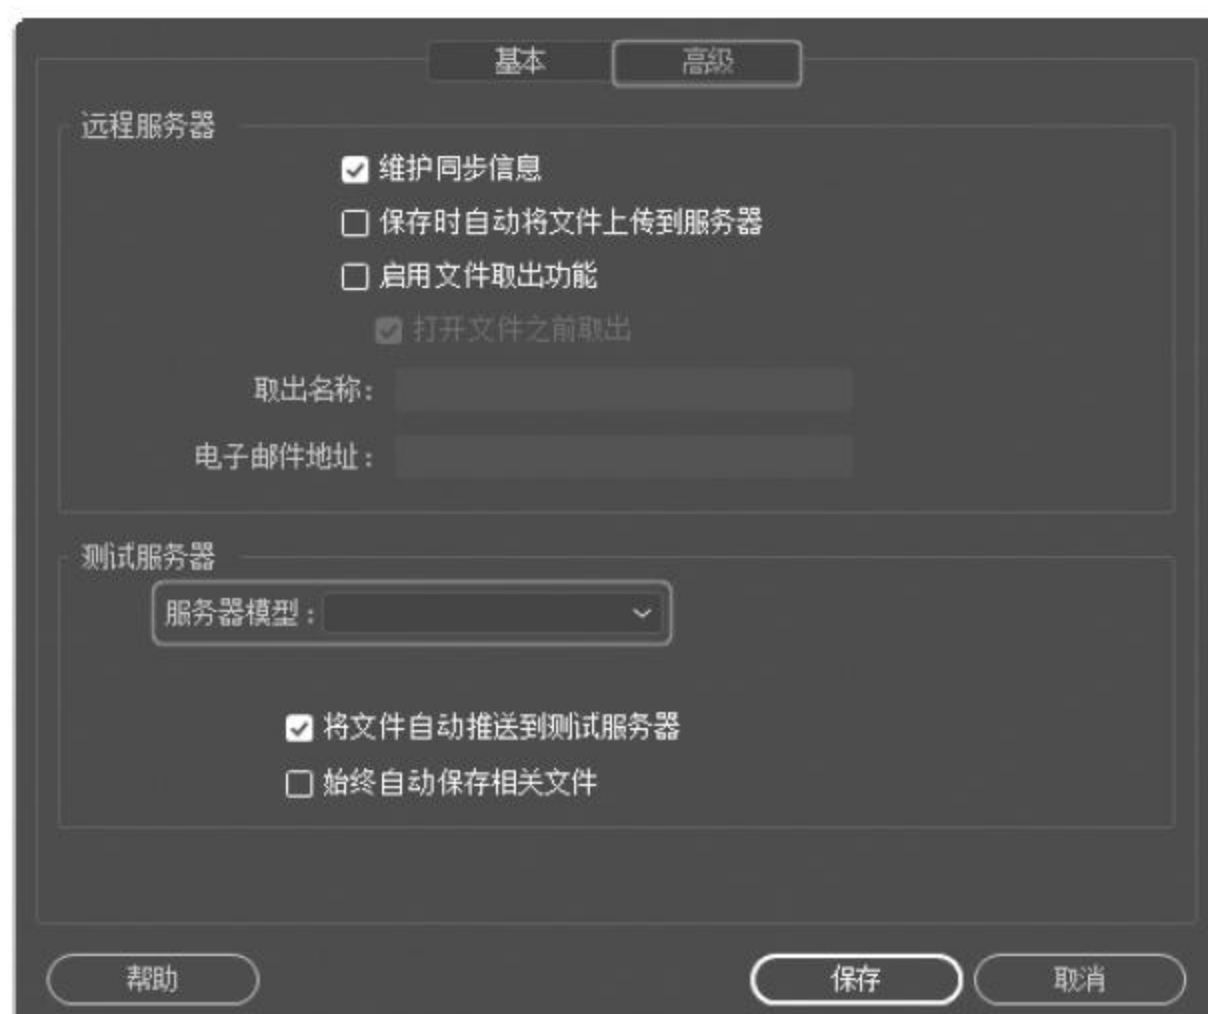 基本 高级
远程服务器
维护同步信息
保存时自动将文件上传到服务器
启用文件取出功能
打开文件之前取出
取出名称：
电子邮件地址：
测试服务器
服务器模型：
将文件自动推送到测试服务器
始终自动保存相关文件
帮助 保存 取消